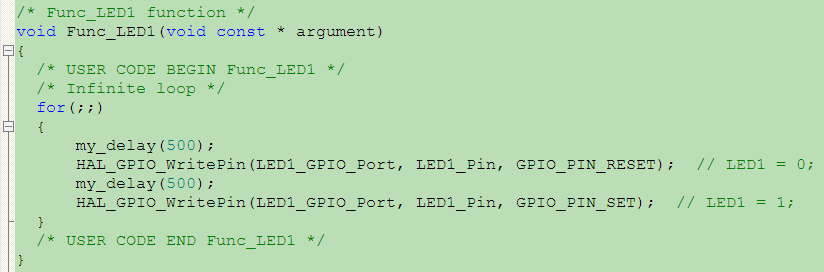 /* Func_LED1 function */
void Func_LED1(void const * argument)
{
/* USER CODE BEGIN Func_LED1 */
/* Infinite loop */
for(;;)
{
my_delay(500);
HAL_GPIO_WritePin(LED1_GPIO_Port, LED1_Pin, GPIO_PIN_RESET);  // LED1 = 0;
my_delay(500);
HAL_GPIO_WritePin(LED1_GPIO_Port, LED1_Pin, GPIO_PIN_SET);  // LED1 = 1;
}
/* USER CODE END Func_LED1 */
}